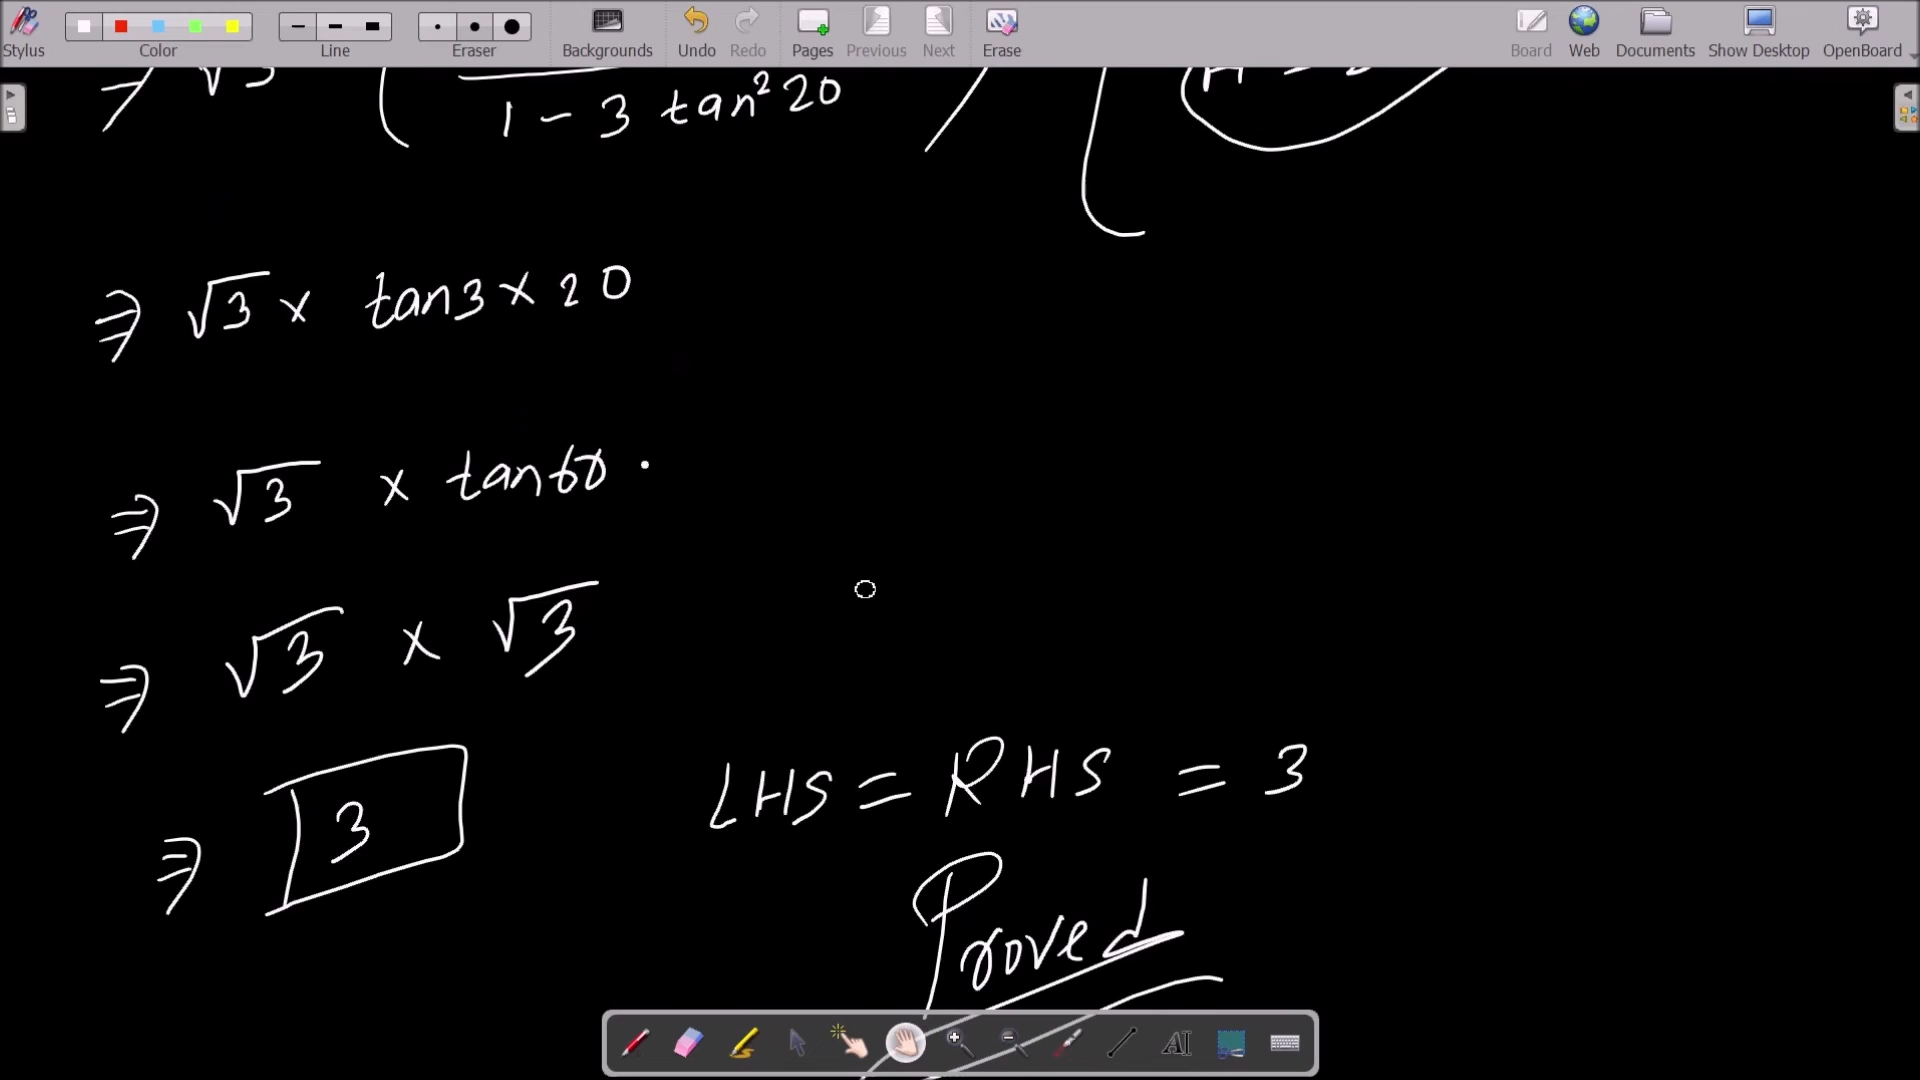 Stylus Color Line Eraser Backgrounds Undo Redo Pages Previous Next Erase Board Web Documents Show Desktop OpenBoard
⇒ √3 ( / 1 - 3 tan²20 )
⇒ √3 × tan3 × 20
⇒ √3 × tan60 .
⇒ √3 × √3
⇒ 3
LHS = RHS = 3
Proved